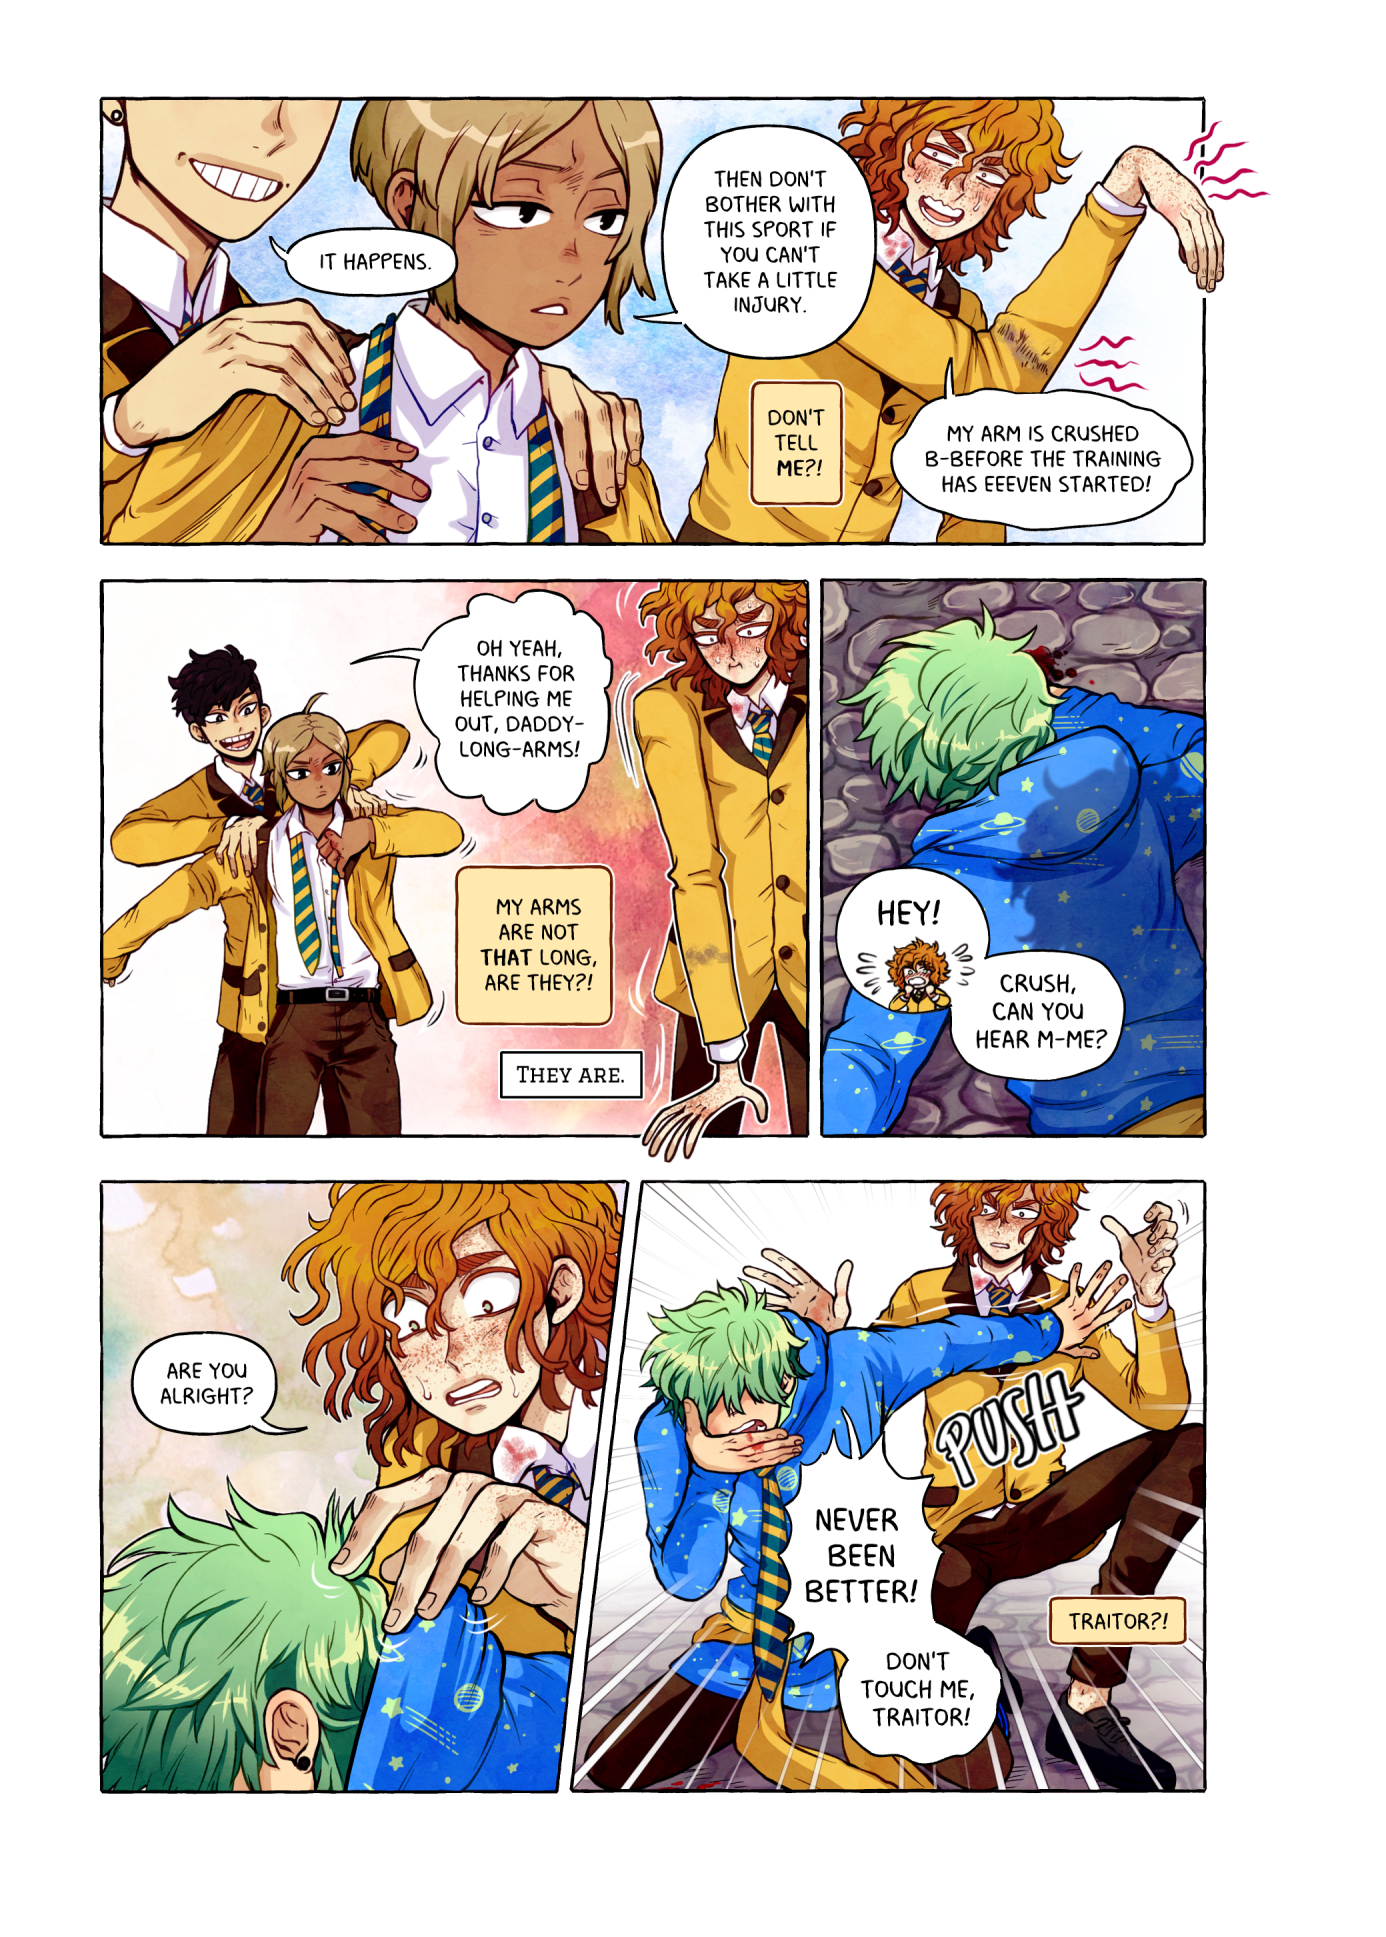 IT HAPPENS.
THEN DON'T
BOTHER WITH
THIS SPORT IF
YOU CAN'T
TAKE A LITTLE
INJURY.
DON'T
TELL
ME?!
MY ARM IS CRUSHED
B-BEFORE THE TRAINING
HAS EEEVEN STARTED!
OH YEAH,
THANKS FOR
HELPING ME
OUT, DADDY-
LONG-ARMS!
MY ARMS
ARE NOT
THAT LONG,
ARE THEY?!
THEY ARE.
HEY!
CRUSH,
CAN YOU
HEAR M-ME?
ARE YOU
ALRIGHT?
PUSH
NEVER
BEEN
BETTER!
DON'T
TOUCH ME,
TRAITOR!
TRAITOR?!